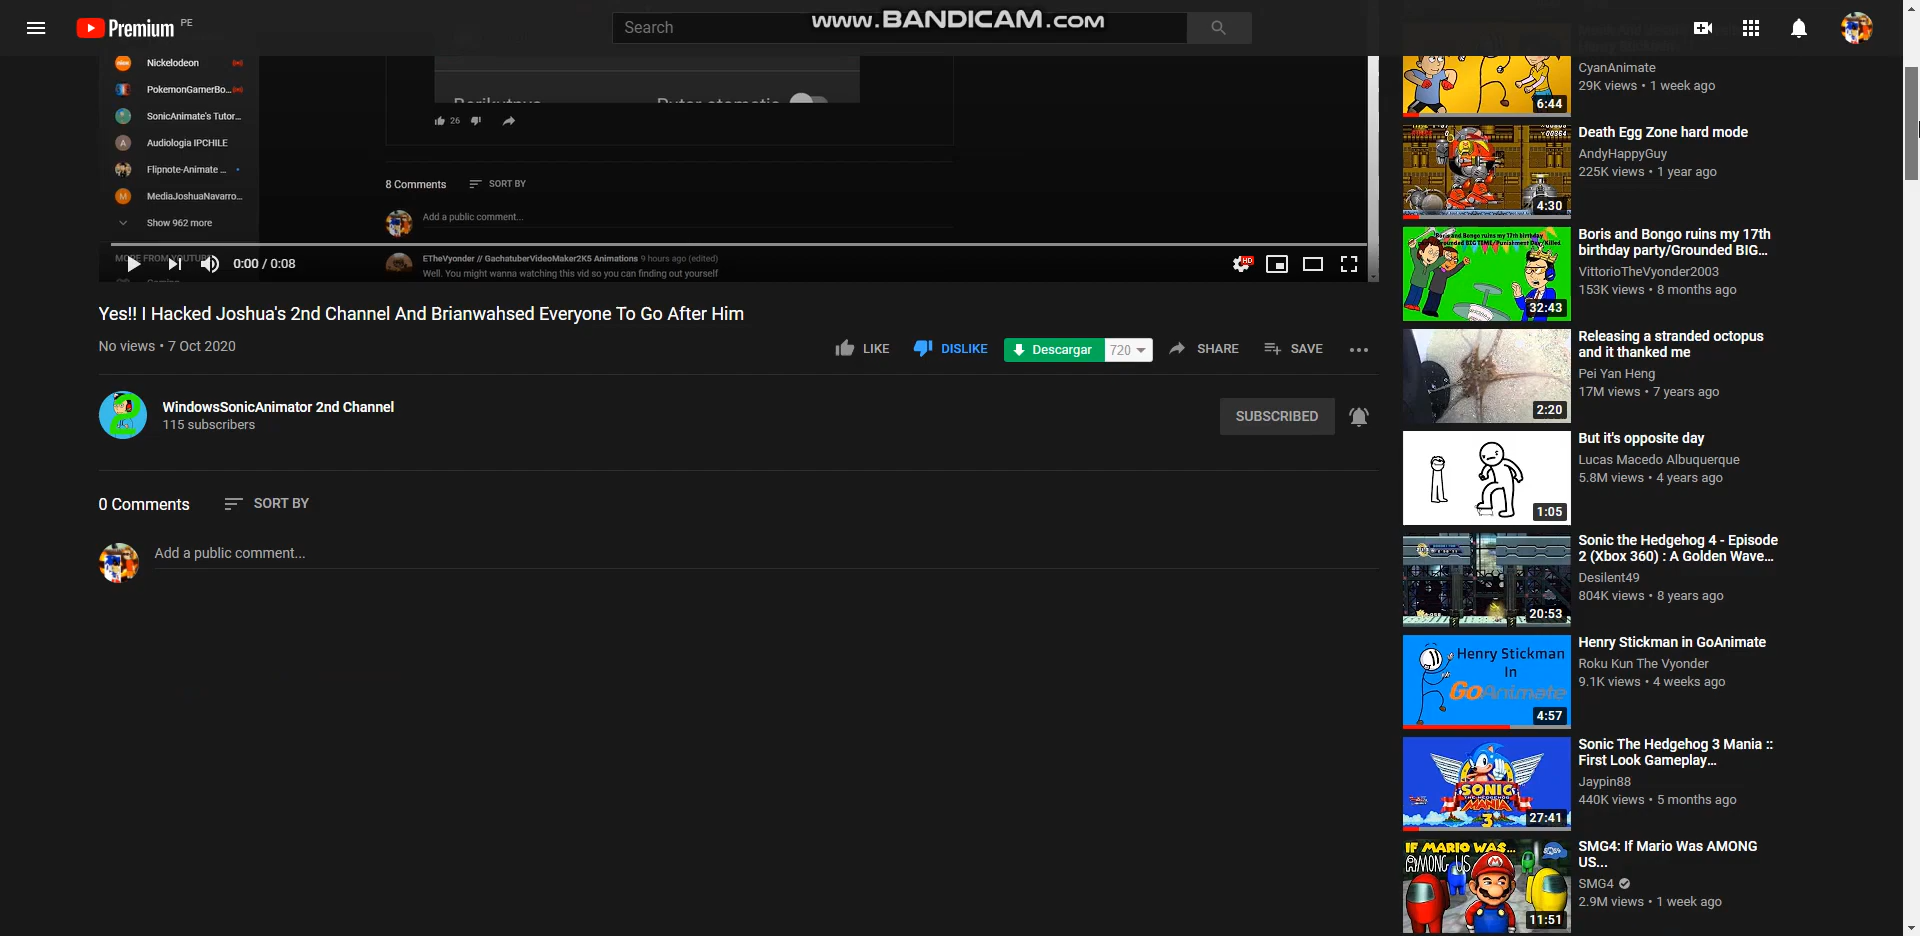 Premium PE
Search
www.BANDICAM.com
Nickelodeon
PokemonGamerBo...
SonicAnimate's Tutor...
Audiologia IPCHILE
Flipnote-Animate ...
MediaJoshuaNavarro...
Show 962 more
MORE FROM YOUTUBE
26
8 Comments
SORT BY
Add a public comment...
ETheVyonder // GachatuberVideoMaker2K5 Animations 9 hours ago (edited)
Well. You might wanna watching this vid so you can finding out yourself
0:00 / 0:08
HD
Yes!! I Hacked Joshua's 2nd Channel And Brianwahsed Everyone To Go After Him
No views • 7 Oct 2020
LIKE
DISLIKE
Descargar
720
SHARE
SAVE
WindowsSonicAnimator 2nd Channel
115 subscribers
SUBSCRIBED
0 Comments
SORT BY
Add a public comment...
CyanAnimate
29K views • 1 week ago
6:44
Death Egg Zone hard mode
AndyHappyGuy
225K views • 1 year ago
4:30
Boris and Bongo ruins my 17th
birthday party/Grounded BIG...
VittorioTheVyonder2003
153K views • 8 months ago
32:43
Releasing a stranded octopus
and it thanked me
Pei Yan Heng
17M views • 7 years ago
2:20
But it's opposite day
Lucas Macedo Albuquerque
5.8M views • 4 years ago
1:05
Sonic the Hedgehog 4 - Episode
2 (Xbox 360) : A Golden Wave...
Desilent49
804K views • 8 years ago
20:53
Henry Stickman
In
GoAnimate
4:57
Henry Stickman in GoAnimate
Roku Kun The Vyonder
9.1K views • 4 weeks ago
SONIC
THE HEDGEHOG
MANIA
3
27:41
Sonic The Hedgehog 3 Mania ::
First Look Gameplay...
Jaypin88
440K views • 5 months ago
IF MARIO WAS...
AMONG US
11:51
SMG4: If Mario Was AMONG
US...
SMG4
2.9M views • 1 week ago